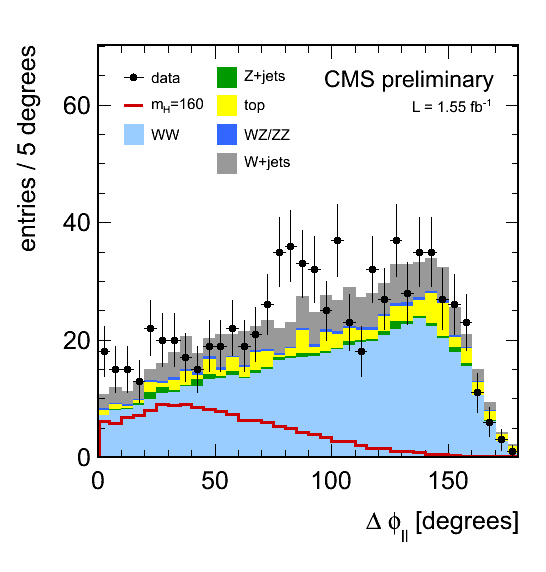 entries / 5 degrees
60
40
20
0
data
m_H=160
WW
Z+jets
top
WZ/ZZ
W+jets
CMS preliminary
L = 1.55 fb⁻¹
0 50 100 150
Δ ϕ_ll [degrees]